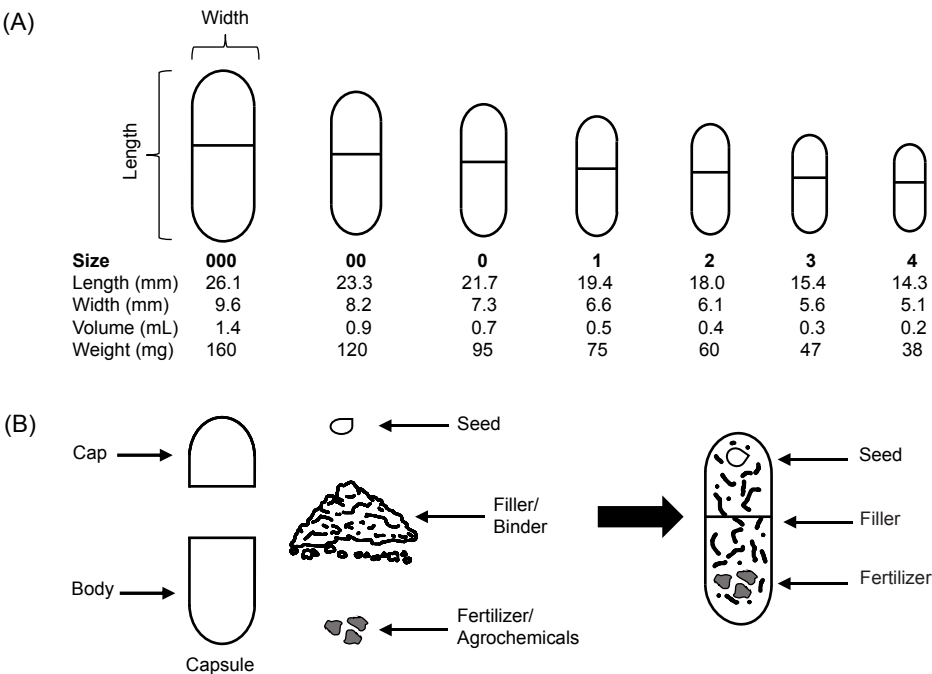 (A)
Width
Length
Size 000 00 0 1 2 3 4
Length (mm) 26.1 23.3 21.7 19.4 18.0 15.4 14.3
Width (mm) 9.6 8.2 7.3 6.6 6.1 5.6 5.1
Volume (mL) 1.4 0.9 0.7 0.5 0.4 0.3 0.2
Weight (mg) 160 120 95 75 60 47 38
(B)
Cap
Body
Capsule
Seed
Filler/
Binder
Fertilizer/
Agrochemicals
Seed
Filler
Fertilizer